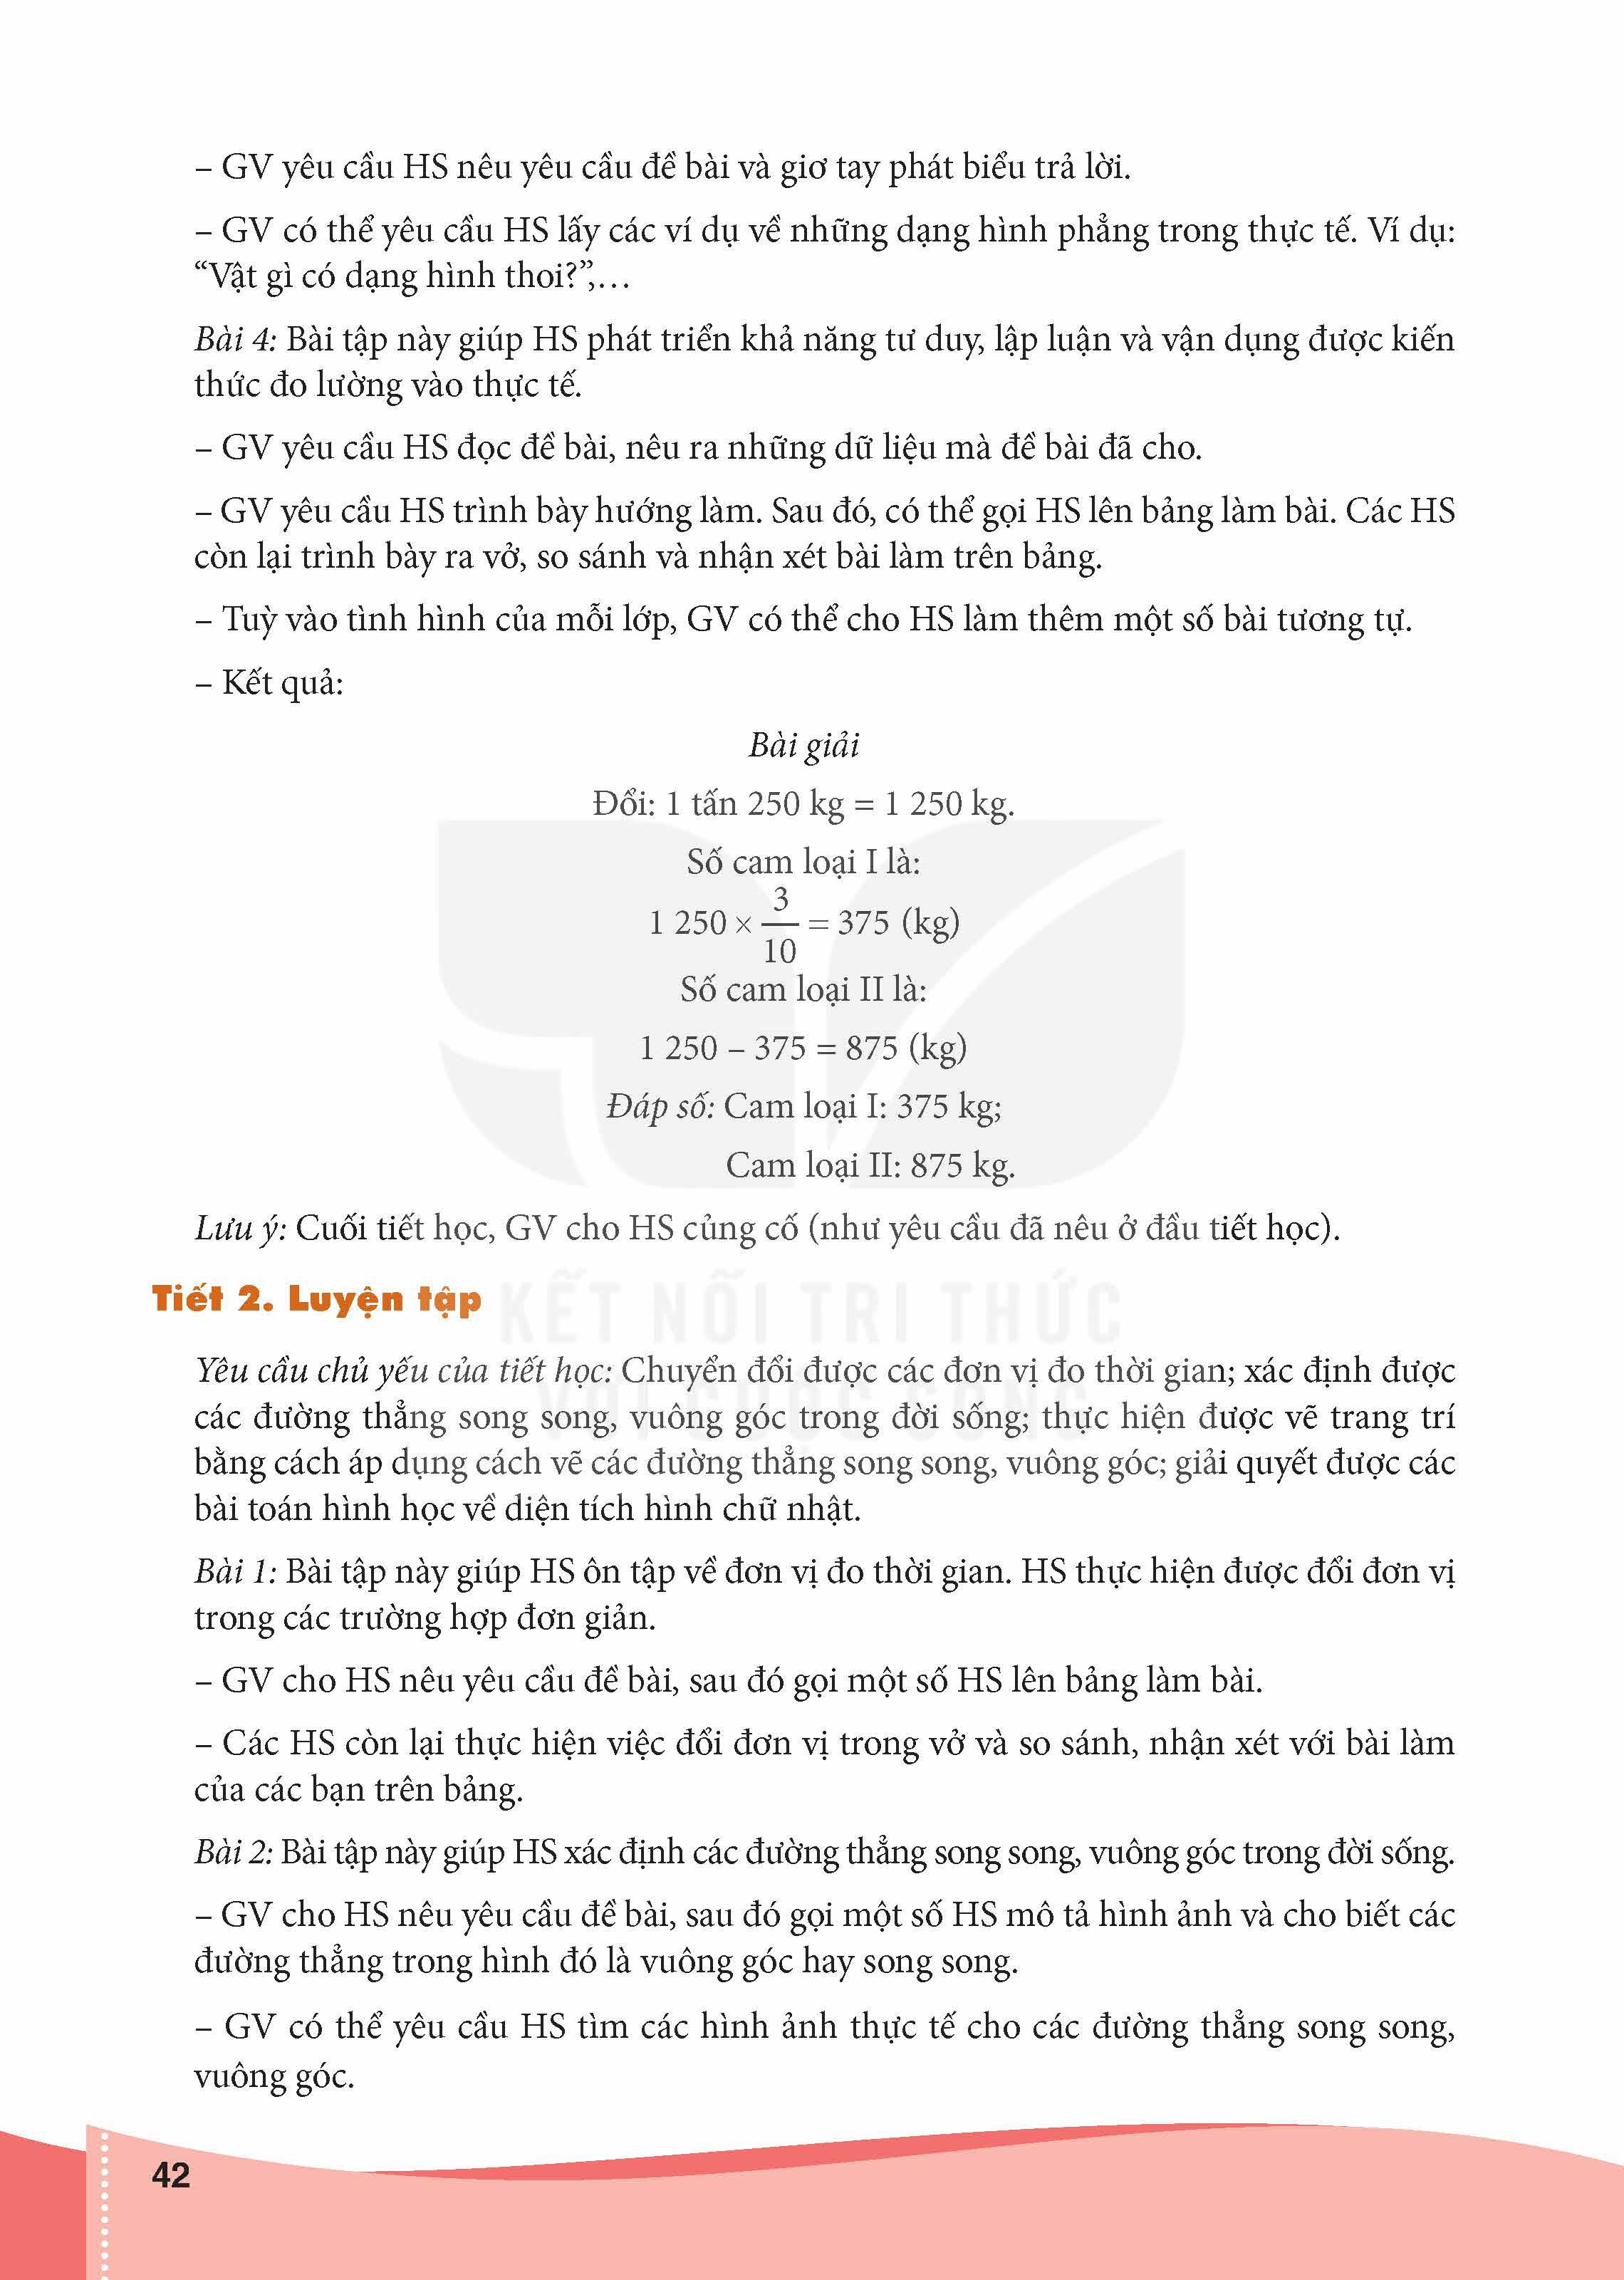 – GV yêu cầu HS nêu yêu cầu đề bài và giơ tay phát biểu trả lời.
– GV có thể yêu cầu HS lấy các ví dụ về những dạng hình phẳng trong thực tế. Ví dụ:
“Vật gì có dạng hình thoi?”,…
Bài 4: Bài tập này giúp HS phát triển khả năng tư duy, lập luận và vận dụng được kiến
thức đo lường vào thực tế.
– GV yêu cầu HS đọc đề bài, nêu ra những dữ liệu mà đề bài đã cho.
– GV yêu cầu HS trình bày hướng làm. Sau đó, có thể gọi HS lên bảng làm bài. Các HS
còn lại trình bày ra vở, so sánh và nhận xét bài làm trên bảng.
– Tuỳ vào tình hình của mỗi lớp, GV có thể cho HS làm thêm một số bài tương tự.
– Kết quả:
Bài giải
Đổi: 1 tấn 250 kg = 1 250 kg.
Số cam loại I là:
1 250 × 3/10 = 375 (kg)
Số cam loại II là:
1 250 – 375 = 875 (kg)
Đáp số: Cam loại I: 375 kg;
Cam loại II: 875 kg.
Lưu ý: Cuối tiết học, GV cho HS củng cố (như yêu cầu đã nêu ở đầu tiết học).
Tiết 2. Luyện tập
KẾT NỐI TRI THỨC
VỚI CUỘC SỐNG
Yêu cầu chủ yếu của tiết học: Chuyển đổi được các đơn vị đo thời gian; xác định được
các đường thẳng song song, vuông góc trong đời sống; thực hiện được vẽ trang trí
bằng cách áp dụng cách vẽ các đường thẳng song song, vuông góc; giải quyết được các
bài toán hình học về diện tích hình chữ nhật.
Bài 1: Bài tập này giúp HS ôn tập về đơn vị đo thời gian. HS thực hiện được đổi đơn vị
trong các trường hợp đơn giản.
– GV cho HS nêu yêu cầu đề bài, sau đó gọi một số HS lên bảng làm bài.
– Các HS còn lại thực hiện việc đổi đơn vị trong vở và so sánh, nhận xét với bài làm
của các bạn trên bảng.
Bài 2: Bài tập này giúp HS xác định các đường thẳng song song, vuông góc trong đời sống.
– GV cho HS nêu yêu cầu đề bài, sau đó gọi một số HS mô tả hình ảnh và cho biết các
đường thẳng trong hình đó là vuông góc hay song song.
– GV có thể yêu cầu HS tìm các hình ảnh thực tế cho các đường thẳng song song,
vuông góc.
42